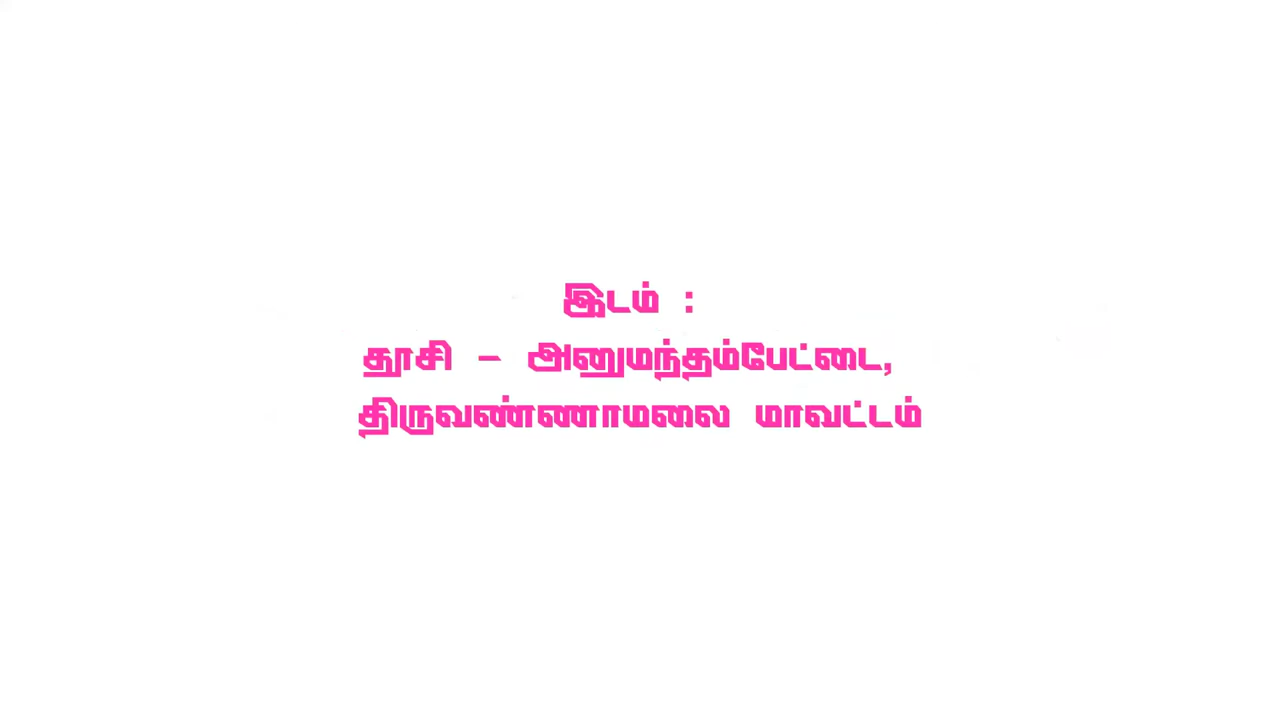 இடம் :
தூசி - அனுமந்தம்பேட்டை,
திருவண்ணாமலை மாவட்டம்